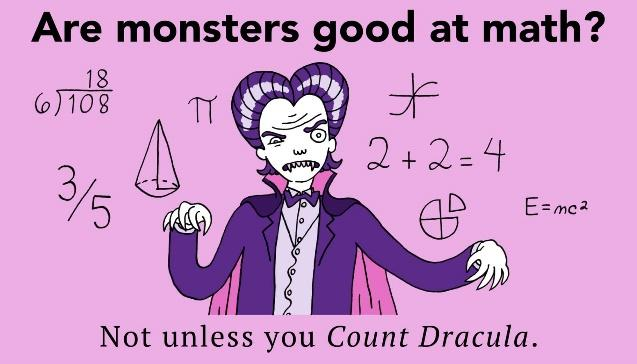 Are monsters good at math?
18
6)108
π
2 + 2 = 4
3/5
E=mc²
Not unless you Count Dracula.